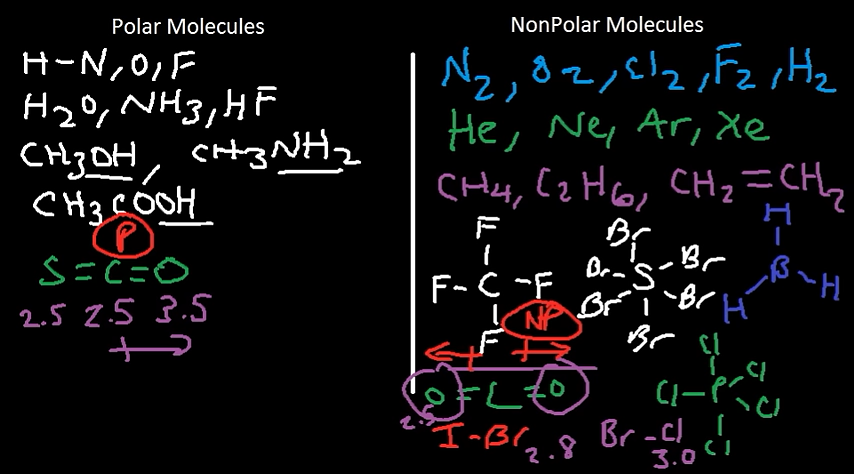 Polar Molecules
H-N, O, F
H2O, NH3, HF
CH3OH, CH3NH2
CH3COOH
P
S=C=O
2.5 2.5 3.5
NonPolar Molecules
N2, O2, Cl2, F2, H2
He, Ne, Ar, Xe
CH4, C2H6, CH2=CH2
F
F-C-F
F
NP
Br
Br S Br
Br Br
Br
H
B
H H
O=C=O
2.5
I-Br
2.8
Br-Cl
3.0
Cl
Cl-P Cl
Cl
Cl